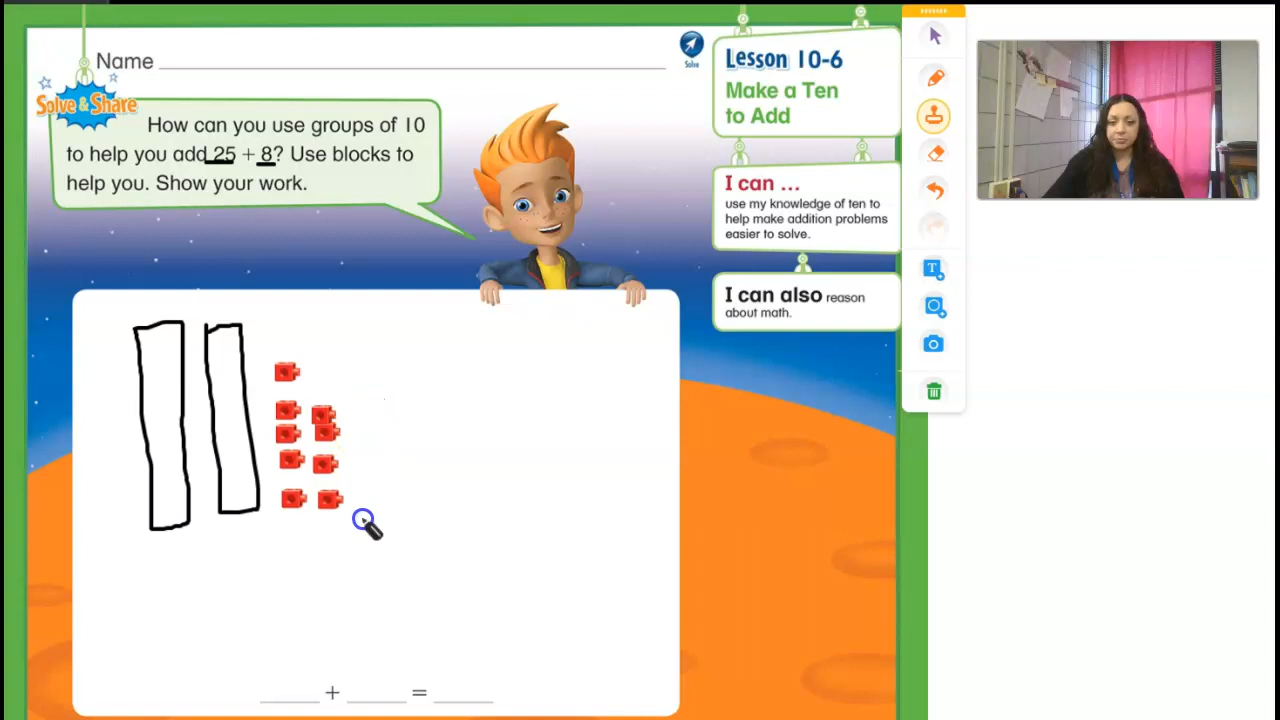 Name
Solve & Share
How can you use groups of 10
to help you add 25 + 8? Use blocks to
help you. Show your work.
Solve
Lesson 10-6
Make a Ten
to Add
I can ...
use my knowledge of ten to
help make addition problems
easier to solve.
I can also reason
about math.
T
+ =